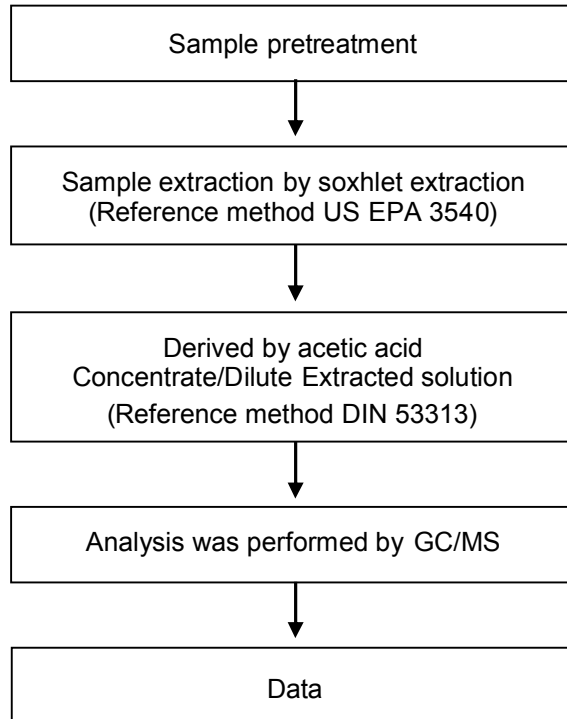 Sample pretreatment
Sample extraction by soxhlet extraction
(Reference method US EPA 3540)
Derived by acetic acid
Concentrate/Dilute Extracted solution
(Reference method DIN 53313)
Analysis was performed by GC/MS
Data